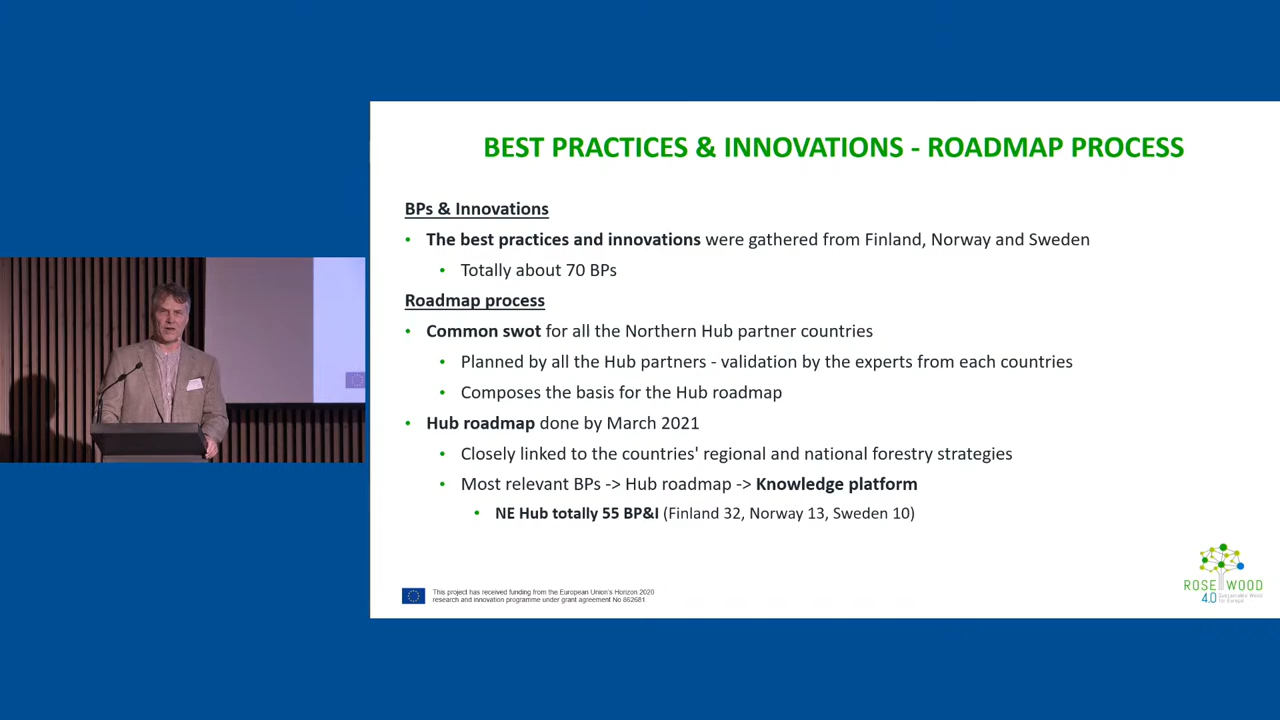 BEST PRACTICES & INNOVATIONS - ROADMAP PROCESS
BPs & Innovations
• The best practices and innovations were gathered from Finland, Norway and Sweden
• Totally about 70 BPs
Roadmap process
• Common swot for all the Northern Hub partner countries
• Planned by all the Hub partners - validation by the experts from each countries
• Composes the basis for the Hub roadmap
• Hub roadmap done by March 2021
• Closely linked to the countries' regional and national forestry strategies
• Most relevant BPs -> Hub roadmap -> Knowledge platform
• NE Hub totally 55 BP&I (Finland 32, Norway 13, Sweden 10)
This project has received funding from the European Union's Horizon 2020
research and innovation programme under grant agreement No 862681
ROSEWOOD
4.0 Sustainable Wood
for Europe